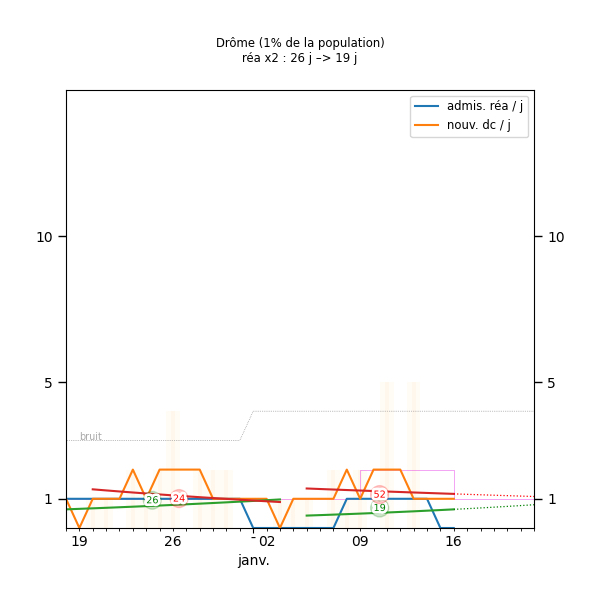 Drôme (1% de la population)
réa x2 : 26 j –> 19 j
admis. réa / j
nouv. dc / j
10 10
5 5
bruit
1 1
26 24 52 19
19 26 02 09 16
janv.